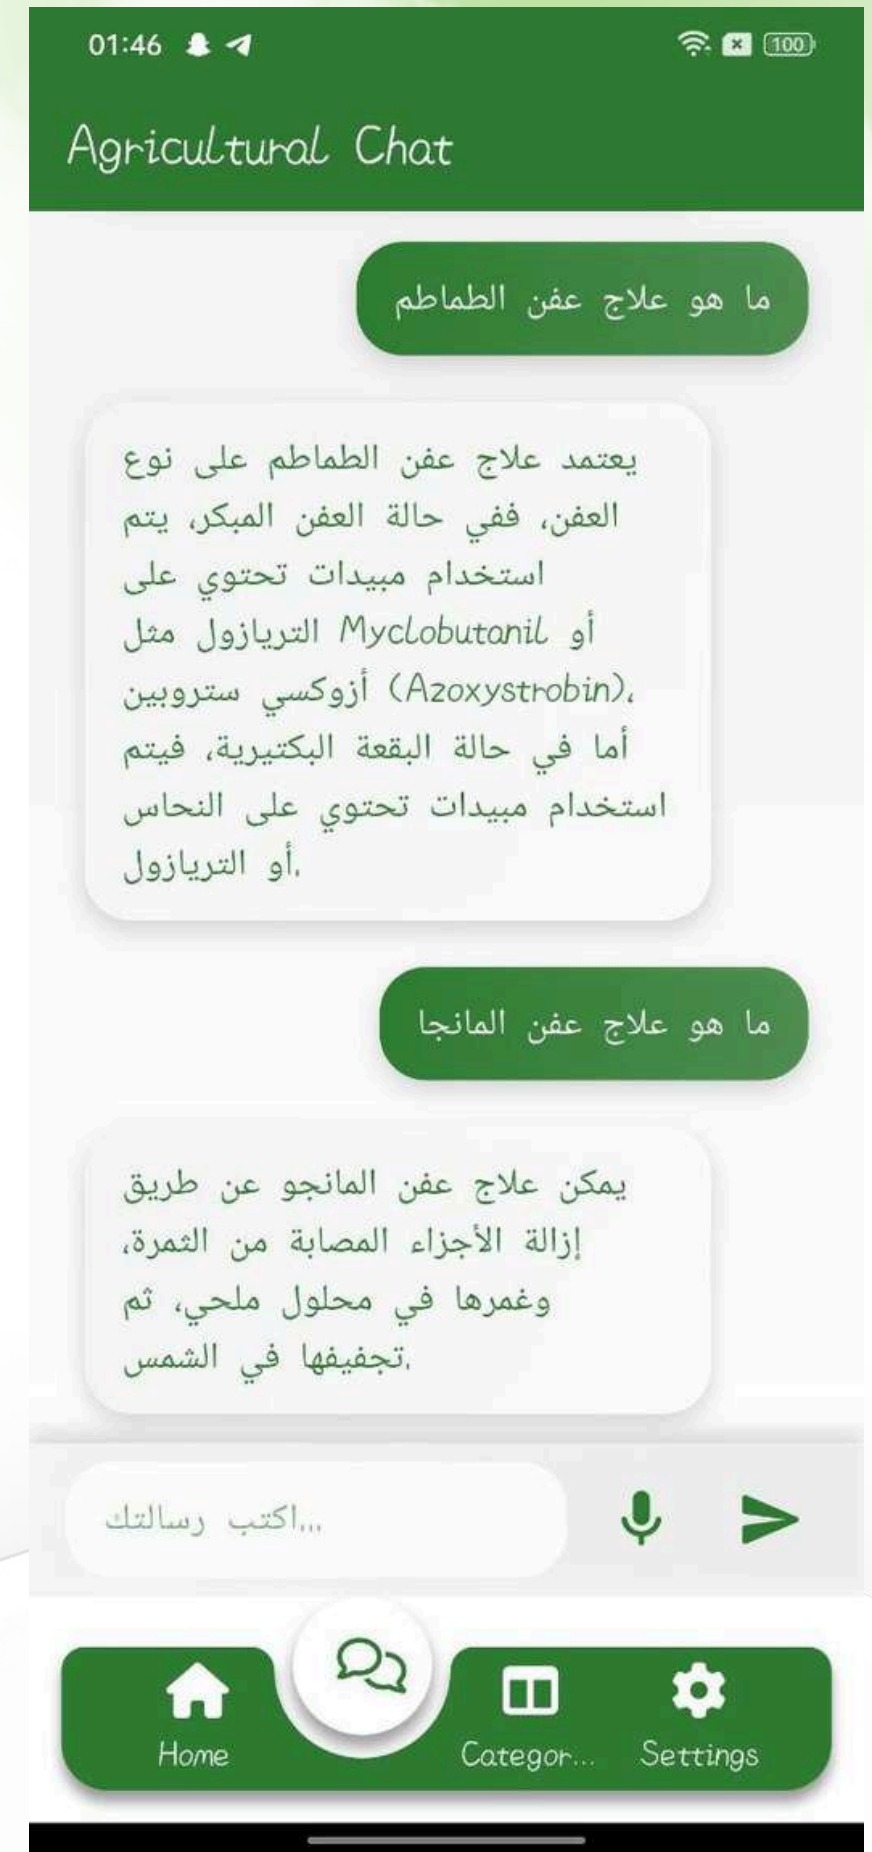 01:46
100
Agricultural Chat
ما هو علاج عفن الطماطم
يعتمد علاج عفن الطماطم على نوع
العفن، ففي حالة العفن المبكر، يتم
استخدام مبيدات تحتوي على
التريازول مثل Myclobutanil أو
أزوكسي ستروبين (Azoxystrobin)،
أما في حالة البقعة البكتيرية، فيتم
استخدام مبيدات تحتوي على النحاس
أو التريازول.
ما هو علاج عفن المانجا
يمكن علاج عفن المانجو عن طريق
إزالة الأجزاء المصابة من الثمرة،
وغمرها في محلول ملحي، ثم
تجفيفها في الشمس.
اكتب رسالتك...
Home
Categor...
Settings